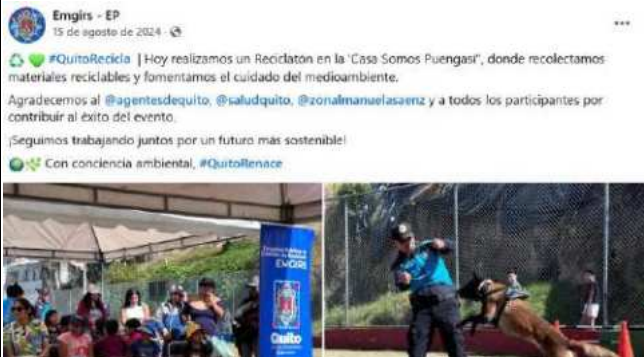 Emgirs - EP
15 de agosto de 2024
#QuitoRecicla | Hoy realizamos un Reciclatón en la "Casa Somos Puengasí", donde recolectamos
materiales reciclables y fomentamos el cuidado del medioambiente.
Agradecemos al @agentesdequito, @saludquito, @zonalmanuelasaenz y a todos los participantes por
contribuir al éxito del evento.
¡Seguimos trabajando juntos por un futuro más sostenible!
Con conciencia ambiental, #QuitoRenace
EMGIRS
Quito